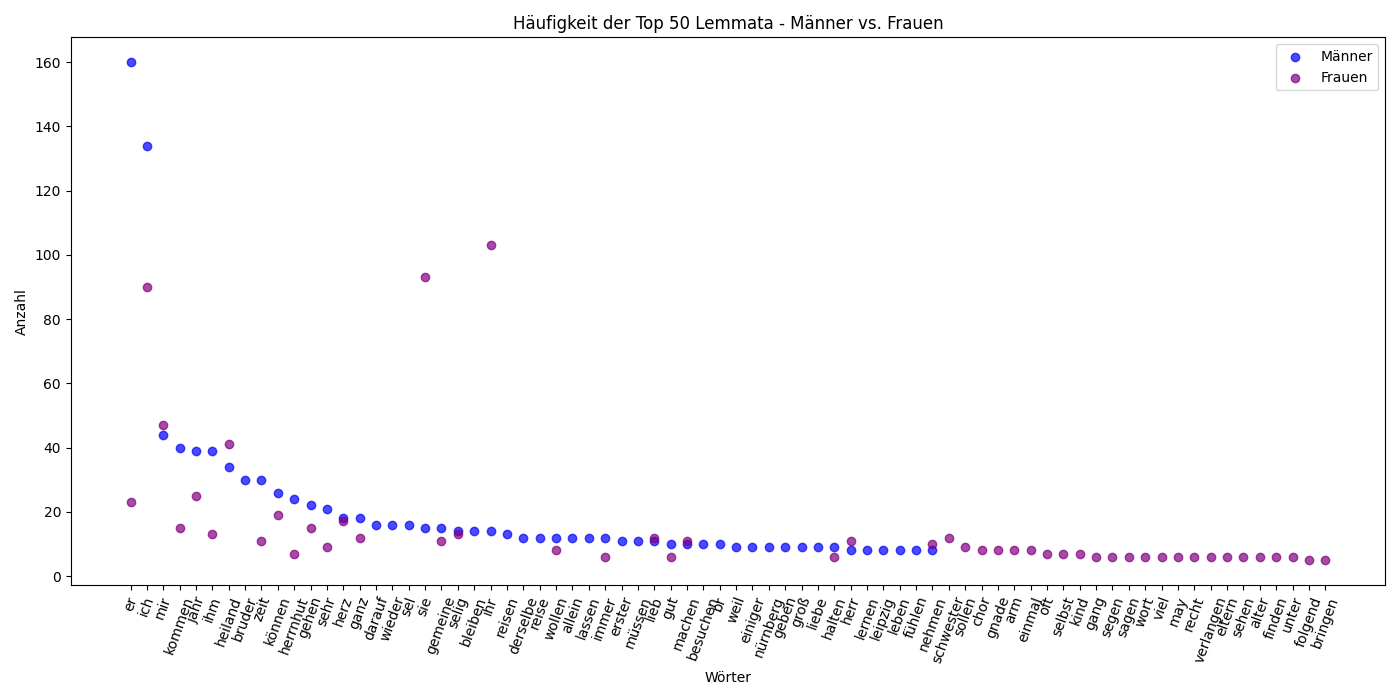 Häufigkeit der Top 50 Lemmata - Männer vs. Frauen
Männer
Frauen
Anzahl
160
140
120
100
80
60
40
20
0
er
ich
mir
kommen
jahr
ihm
heiland
bruder
zeit
können
herrnhut
gehen
sehr
herz
ganz
darauf
wieder
sel
sie
gemeine
selig
bleiben
ihr
reisen
derselbe
reise
wollen
allein
lassen
immer
erster
müssen
lieb
gut
machen
besuchen
br
weil
einiger
nürnberg
geben
groß
liebe
halten
herr
lernen
leipzig
leben
fühlen
nehmen
schwester
sollen
chor
gnade
arm
einmal
oft
selbst
kind
gang
segen
sagen
wort
viel
may
recht
verlangen
eltern
sehen
alter
finden
unter
folgend
bringen
Wörter